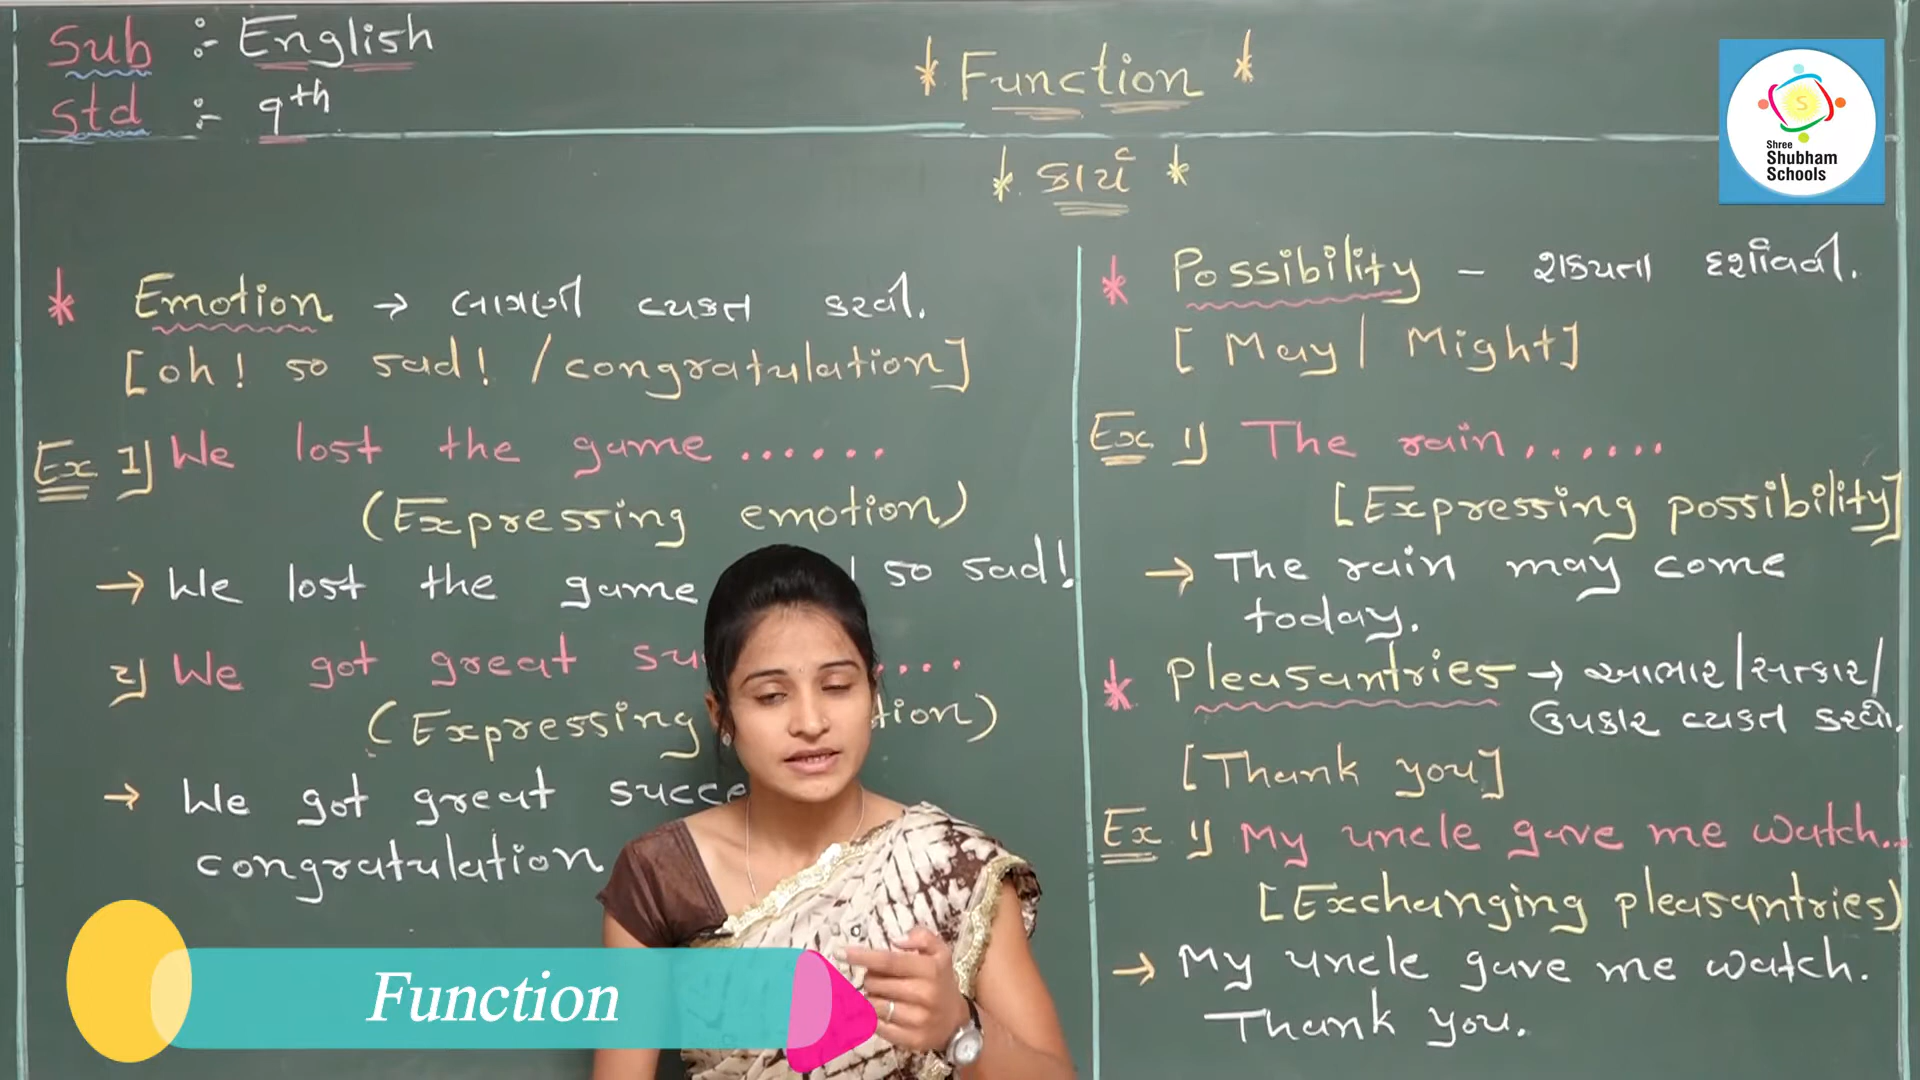 Sub :- English
Std :- 9th
* Function *
* કાર્ય *
Shree
Shubham
Schools
* Emotion → લાગણી વ્યકત કરવી.
[oh! so sad! / congratulation]
Ex 1] We lost the game ......
(Expressing emotion)
→ We lost the game ! so sad!
2] We got great ....
(Expressing
→ We got great
congratulation
* Possibility - શકયતા દર્શાવવી.
[May / Might]
Ex 1) The rain ......
[Expressing possibility]
→ The rain may come
today.
* Pleasantries → આભાર/સત્કાર/
ઉપકાર વ્યકત કરવો.
[Thank you]
Ex 1) My uncle gave me watch...
[Exchanging pleasantries)
→ My uncle gave me watch.
Thank you.
Function